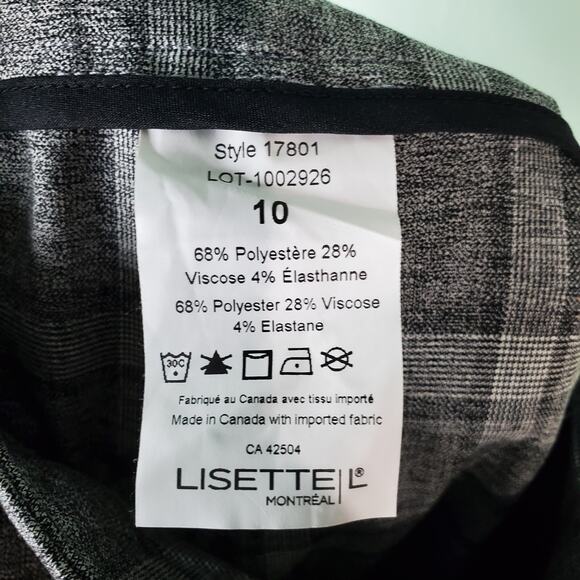 Style 17801
LOT-1002926
10
68% Polyestère 28%
Viscose 4% Élasthanne
68% Polyester 28% Viscose
4% Elastane
30C
Fabriqué au Canada avec tissu importé
Made in Canada with imported fabric
CA 42504
LISETTE L®
MONTRÉAL